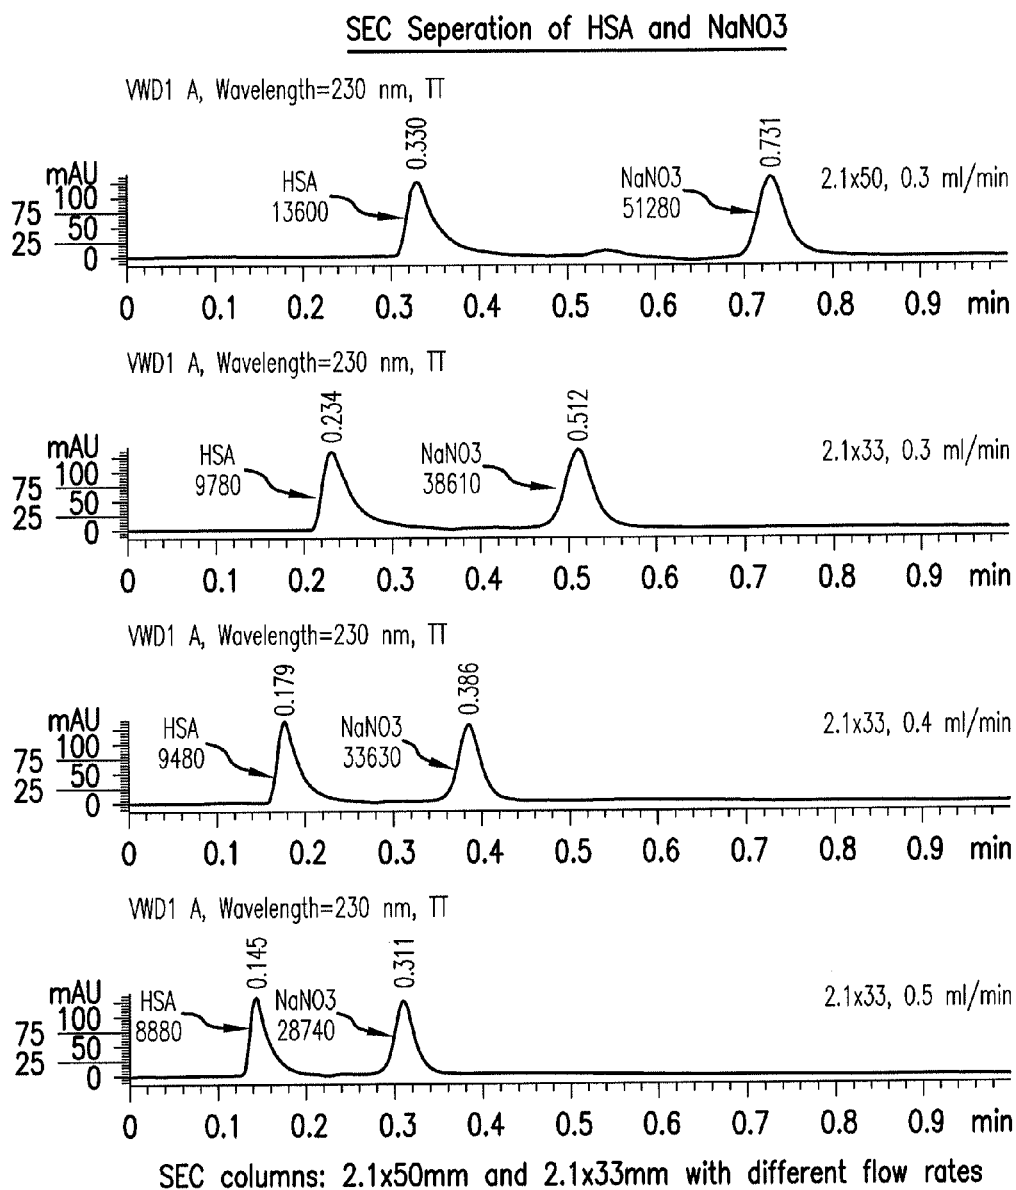 SEC Seperation of HSA and NaNO3
VWD1 A, Wavelength=230 nm, TT
0.330
0.731
mAU
HSA
13600
NaNO3
51280
2.1x50, 0.3 ml/min
100
75
50
25
0
0 0.1 0.2 0.3 0.4 0.5 0.6 0.7 0.8 0.9 min
VWD1 A, Wavelength=230 nm, TT
0.234
0.512
mAU
HSA
9780
NaNO3
38610
2.1x33, 0.3 ml/min
100
75
50
25
0
0 0.1 0.2 0.3 0.4 0.5 0.6 0.7 0.8 0.9 min
VWD1 A, Wavelength=230 nm, TT
0.179
0.386
mAU
HSA
9480
NaNO3
33630
2.1x33, 0.4 ml/min
100
75
50
25
0
0 0.1 0.2 0.3 0.4 0.5 0.6 0.7 0.8 0.9 min
VWD1 A, Wavelength=230 nm, TT
0.145
0.311
mAU
HSA
8880
NaNO3
28740
2.1x33, 0.5 ml/min
100
75
50
25
0
0 0.1 0.2 0.3 0.4 0.5 0.6 0.7 0.8 0.9 min
SEC columns: 2.1x50mm and 2.1x33mm with different flow rates